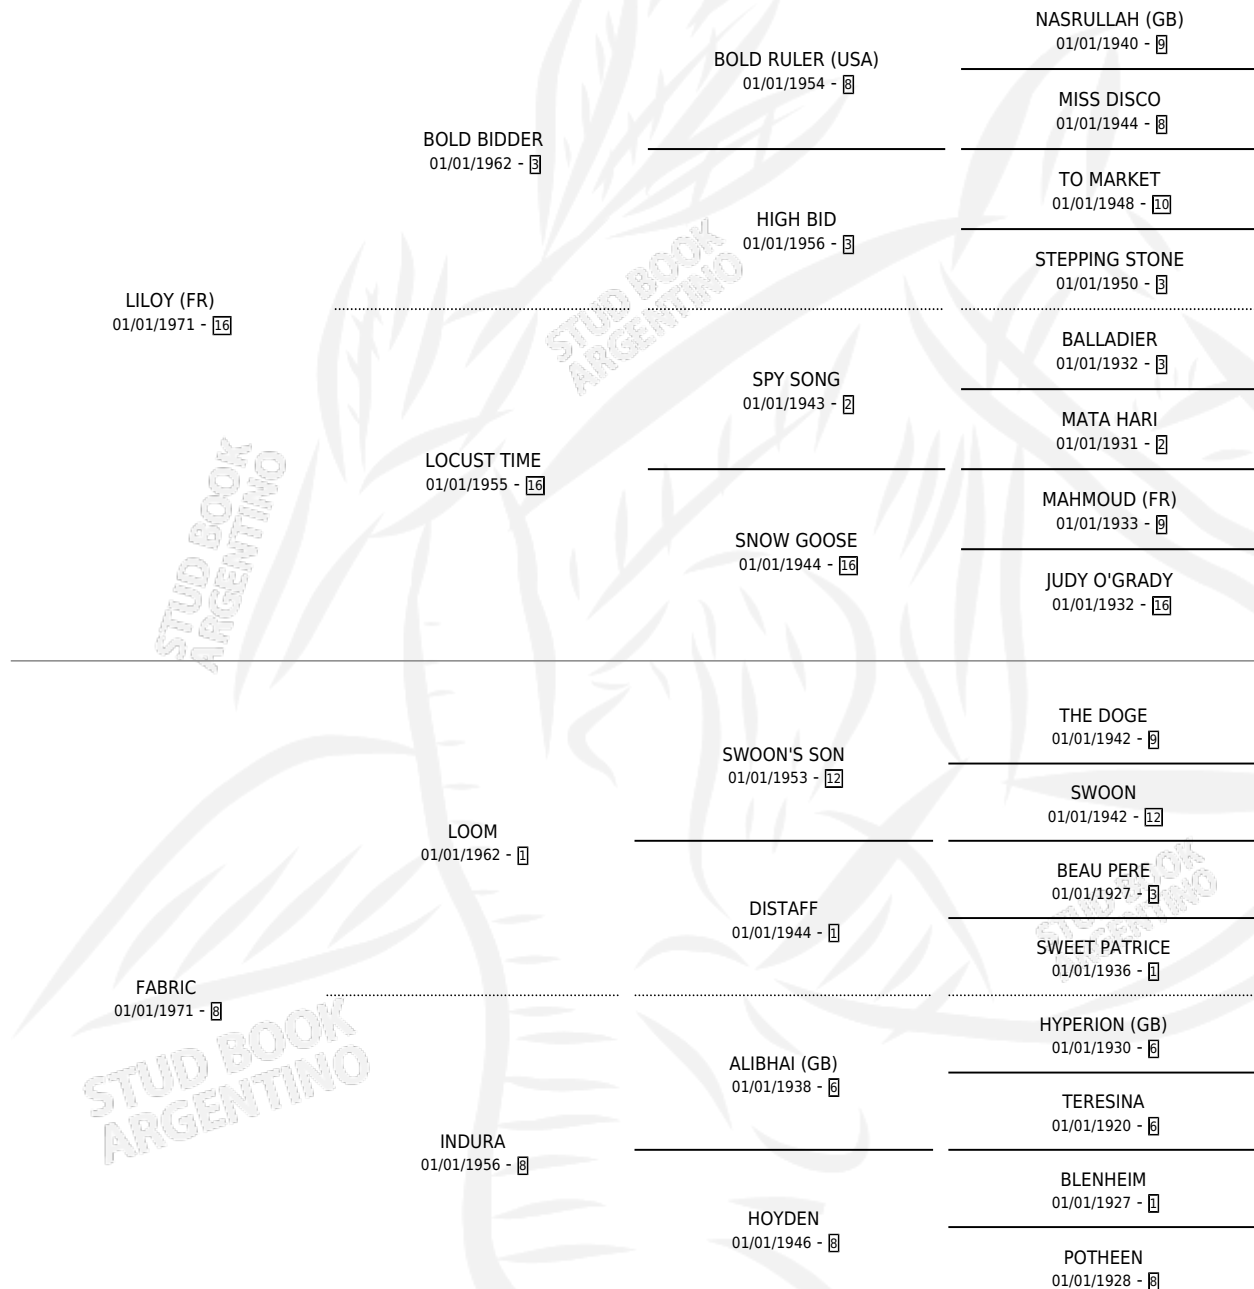 NASRULLAH (GB)
01/01/1940 - 9
BOLD RULER (USA)
01/01/1954 - 8
MISS DISCO
01/01/1944 - 8
BOLD BIDDER
01/01/1962 - 3
TO MARKET
01/01/1948 - 10
HIGH BID
01/01/1956 - 3
STEPPING STONE
01/01/1950 - 3
LILOY (FR)
01/01/1971 - 16
BALLADIER
01/01/1932 - 3
SPY SONG
01/01/1943 - 2
MATA HARI
01/01/1931 - 2
LOCUST TIME
01/01/1955 - 16
MAHMOUD (FR)
01/01/1933 - 9
SNOW GOOSE
01/01/1944 - 16
JUDY O'GRADY
01/01/1932 - 16
THE DOGE
01/01/1942 - 9
SWOON'S SON
01/01/1953 - 12
SWOON
01/01/1942 - 12
LOOM
01/01/1962 - 1
BEAU PERE
01/01/1927 - 3
DISTAFF
01/01/1944 - 1
SWEET PATRICE
01/01/1936 - 1
FABRIC
01/01/1971 - 8
HYPERION (GB)
01/01/1930 - 6
ALIBHAI (GB)
01/01/1938 - 6
TERESINA
01/01/1920 - 6
INDURA
01/01/1956 - 8
BLENHEIM
01/01/1927 - 1
HOYDEN
01/01/1946 - 8
POTHEEN
01/01/1928 - 8
STUD BOOK
ARGENTINO
STUD BOOK
ARGENTINO
STUD BOOK
ARGENTINO
STUD BOOK
ARGENTINO